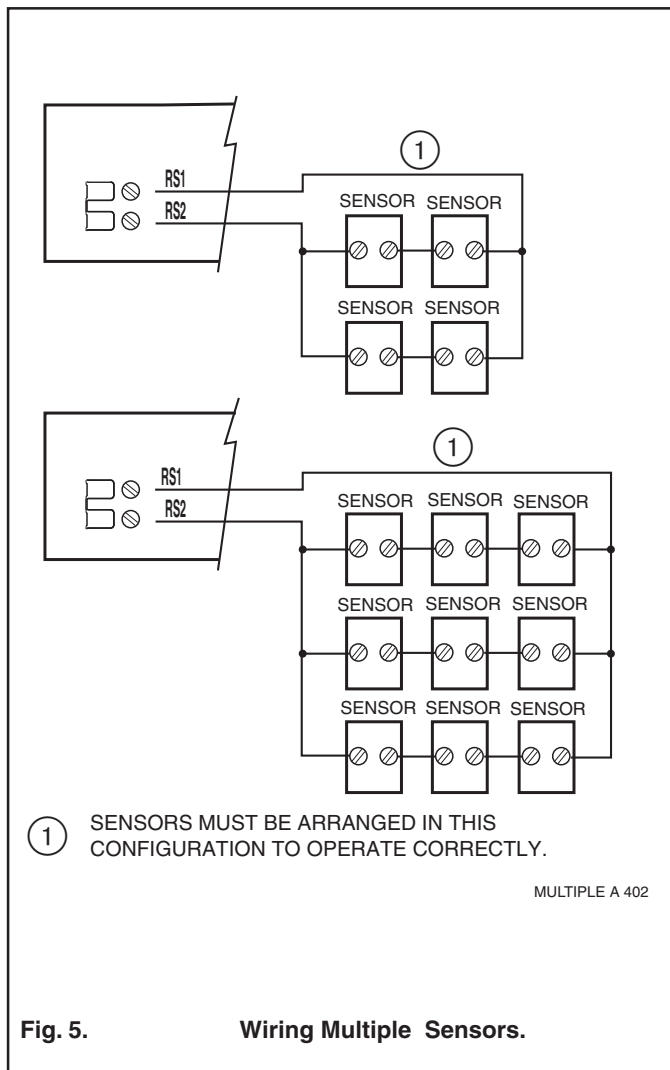 1
RS1
RS2
SENSOR SENSOR
SENSOR SENSOR
1
RS1
RS2
SENSOR SENSOR SENSOR
SENSOR SENSOR SENSOR
SENSOR SENSOR SENSOR
1 SENSORS MUST BE ARRANGED IN THIS
CONFIGURATION TO OPERATE CORRECTLY.
MULTIPLE A 402
Fig. 5. Wiring Multiple Sensors.